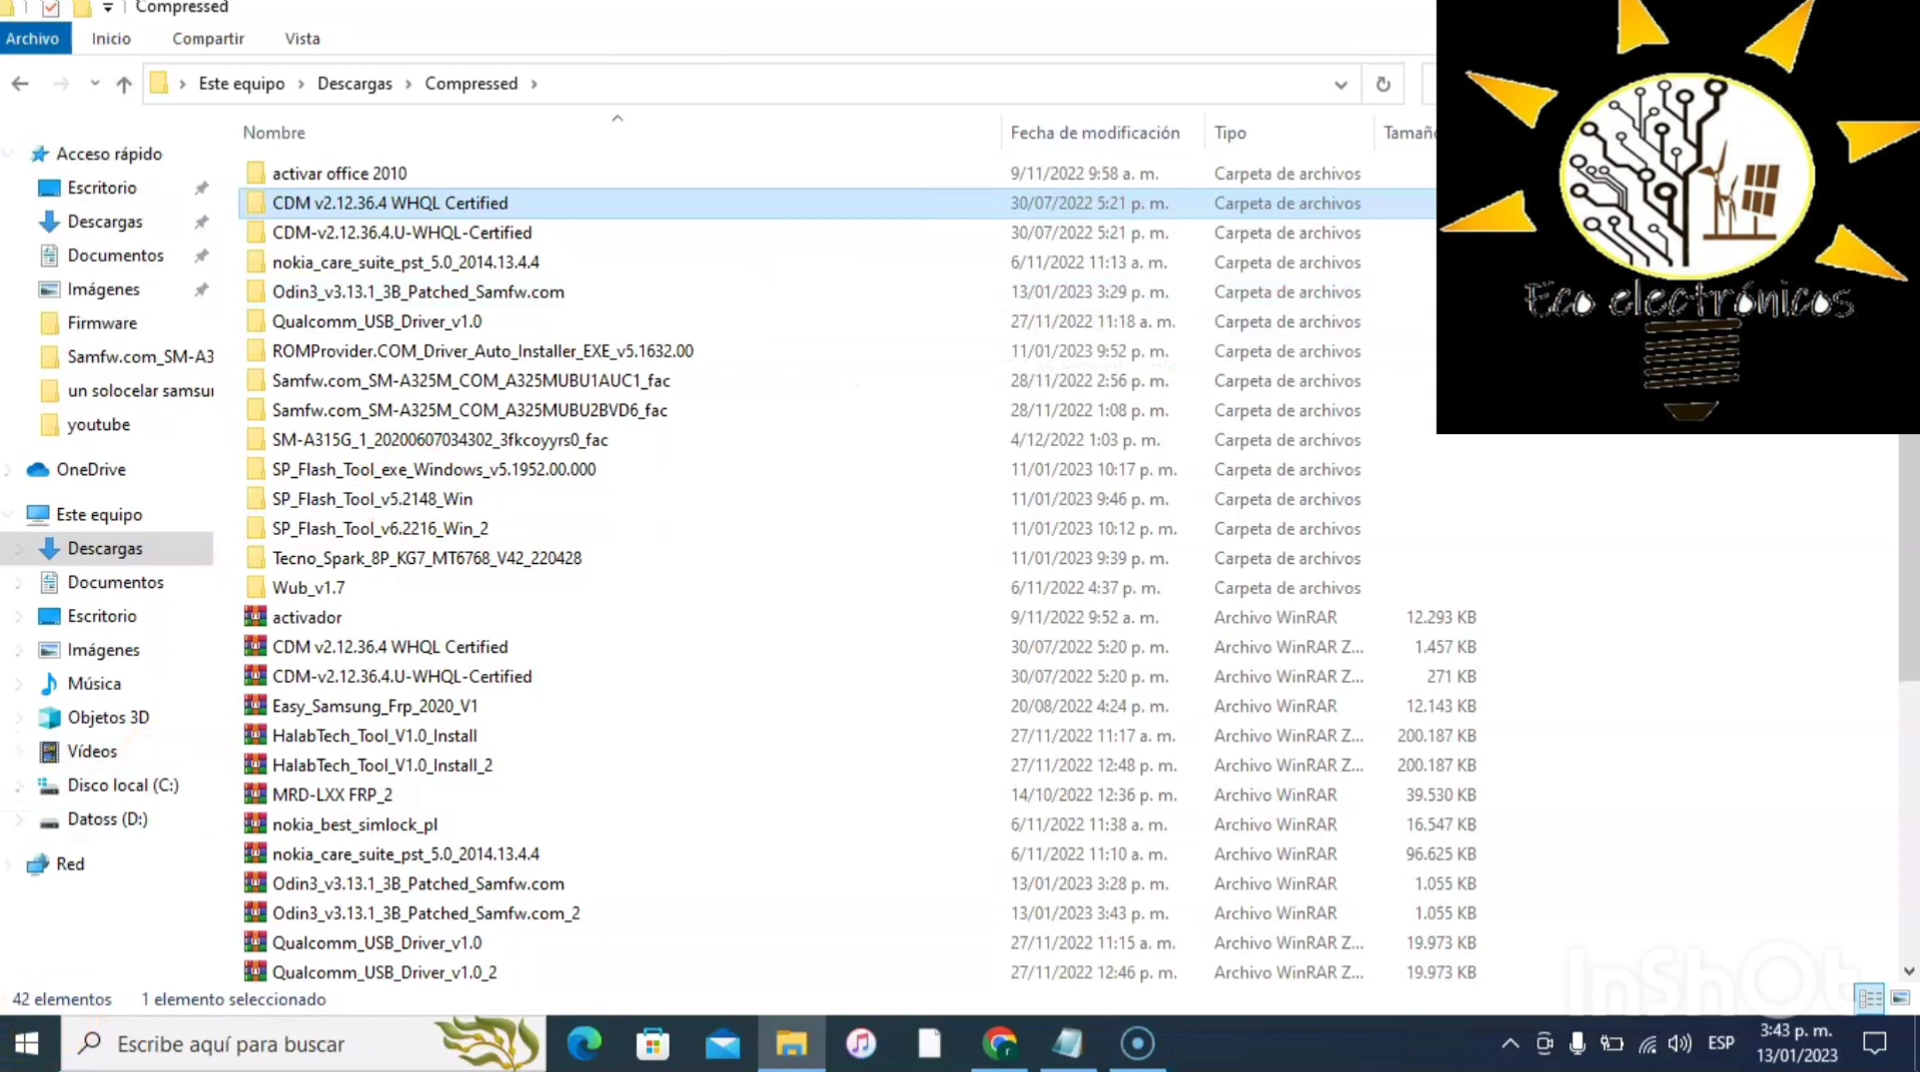 Compressed
Archivo Inicio Compartir Vista
Este equipo Descargas Compressed
Nombre Fecha de modificación Tipo Tamañ
Acceso rápido
Escritorio
Descargas
Documentos
Imágenes
Firmware
Samfw.com_SM-A3
un solocelar samsu
youtube
OneDrive
Este equipo
Descargas
Documentos
Escritorio
Imágenes
Música
Objetos 3D
Vídeos
Disco local (C:)
Datoss (D:)
Red
activar office 2010 9/11/2022 9:58 a. m. Carpeta de archivos
CDM v2.12.36.4 WHQL Certified 30/07/2022 5:21 p. m. Carpeta de archivos
CDM-v2.12.36.4.U-WHQL-Certified 30/07/2022 5:21 p. m. Carpeta de archivos
nokia_care_suite_pst_5.0_2014.13.4.4 6/11/2022 11:13 a. m. Carpeta de archivos
Odin3_v3.13.1_3B_Patched_Samfw.com 13/01/2023 3:29 p. m. Carpeta de archivos
Qualcomm_USB_Driver_v1.0 27/11/2022 11:18 a. m. Carpeta de archivos
ROMProvider.COM_Driver_Auto_Installer_EXE_v5.1632.00 11/01/2023 9:52 p. m. Carpeta de archivos
Samfw.com_SM-A325M_COM_A325MUBU1AUC1_fac 28/11/2022 2:56 p. m. Carpeta de archivos
Samfw.com_SM-A325M_COM_A325MUBU2BVD6_fac 28/11/2022 1:08 p. m. Carpeta de archivos
SM-A315G_1_20200607034302_3fkcoyyrs0_fac 4/12/2022 1:03 p. m. Carpeta de archivos
SP_Flash_Tool_exe_Windows_v5.1952.00.000 11/01/2023 10:17 p. m. Carpeta de archivos
SP_Flash_Tool_v5.2148_Win 11/01/2023 9:46 p. m. Carpeta de archivos
SP_Flash_Tool_v6.2216_Win_2 11/01/2023 10:12 p. m. Carpeta de archivos
Tecno_Spark_8P_KG7_MT6768_V42_220428 11/01/2023 9:39 p. m. Carpeta de archivos
Wub_v1.7 6/11/2022 4:37 p. m. Carpeta de archivos
activador 9/11/2022 9:52 a. m. Archivo WinRAR 12.293 KB
CDM v2.12.36.4 WHQL Certified 30/07/2022 5:20 p. m. Archivo WinRAR Z... 1.457 KB
CDM-v2.12.36.4.U-WHQL-Certified 30/07/2022 5:20 p. m. Archivo WinRAR Z... 271 KB
Easy_Samsung_Frp_2020_V1 20/08/2022 4:24 p. m. Archivo WinRAR 12.143 KB
HalabTech_Tool_V1.0_Install 27/11/2022 11:17 a. m. Archivo WinRAR Z... 200.187 KB
HalabTech_Tool_V1.0_Install_2 27/11/2022 12:48 p. m. Archivo WinRAR Z... 200.187 KB
MRD-LXX FRP_2 14/10/2022 12:36 p. m. Archivo WinRAR 39.530 KB
nokia_best_simlock_pl 6/11/2022 11:38 a. m. Archivo WinRAR 16.547 KB
nokia_care_suite_pst_5.0_2014.13.4.4 6/11/2022 11:10 a. m. Archivo WinRAR 96.625 KB
Odin3_v3.13.1_3B_Patched_Samfw.com 13/01/2023 3:28 p. m. Archivo WinRAR 1.055 KB
Odin3_v3.13.1_3B_Patched_Samfw.com_2 13/01/2023 3:43 p. m. Archivo WinRAR 1.055 KB
Qualcomm_USB_Driver_v1.0 27/11/2022 11:15 a. m. Archivo WinRAR Z... 19.973 KB
Qualcomm_USB_Driver_v1.0_2 27/11/2022 12:46 p. m. Archivo WinRAR Z... 19.973 KB
Eco electrónicos
InShOt
42 elementos 1 elemento seleccionado
Escribe aquí para buscar
ESP
3:43 p. m.
13/01/2023